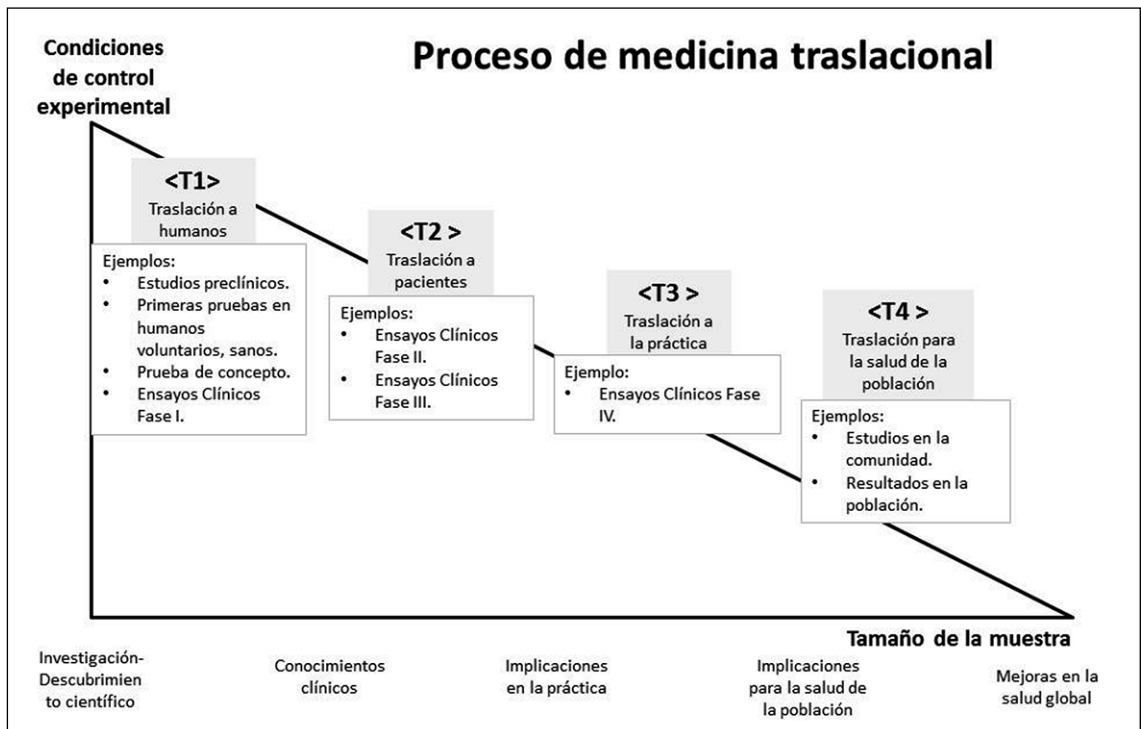 Condiciones
de control
experimental
Proceso de medicina traslacional
<T1>
Traslación a
humanos
Ejemplos:
• Estudios preclínicos.
• Primeras pruebas en
humanos
voluntarios, sanos.
• Prueba de concepto.
• Ensayos Clínicos
Fase I.
<T2 >
Traslación a
pacientes
Ejemplos:
• Ensayos Clínicos
Fase II.
• Ensayos Clínicos
Fase III.
<T3 >
Traslación a
la práctica
Ejemplo:
• Ensayos Clínicos Fase
IV.
<T4 >
Traslación para
la salud de la
población
Ejemplos:
• Estudios en la
comunidad.
• Resultados en la
población.
Tamaño de la muestra
Investigación-
Descubrimien
to científico
Conocimientos
clínicos
Implicaciones
en la práctica
Implicaciones
para la salud de
la población
Mejoras en la
salud global